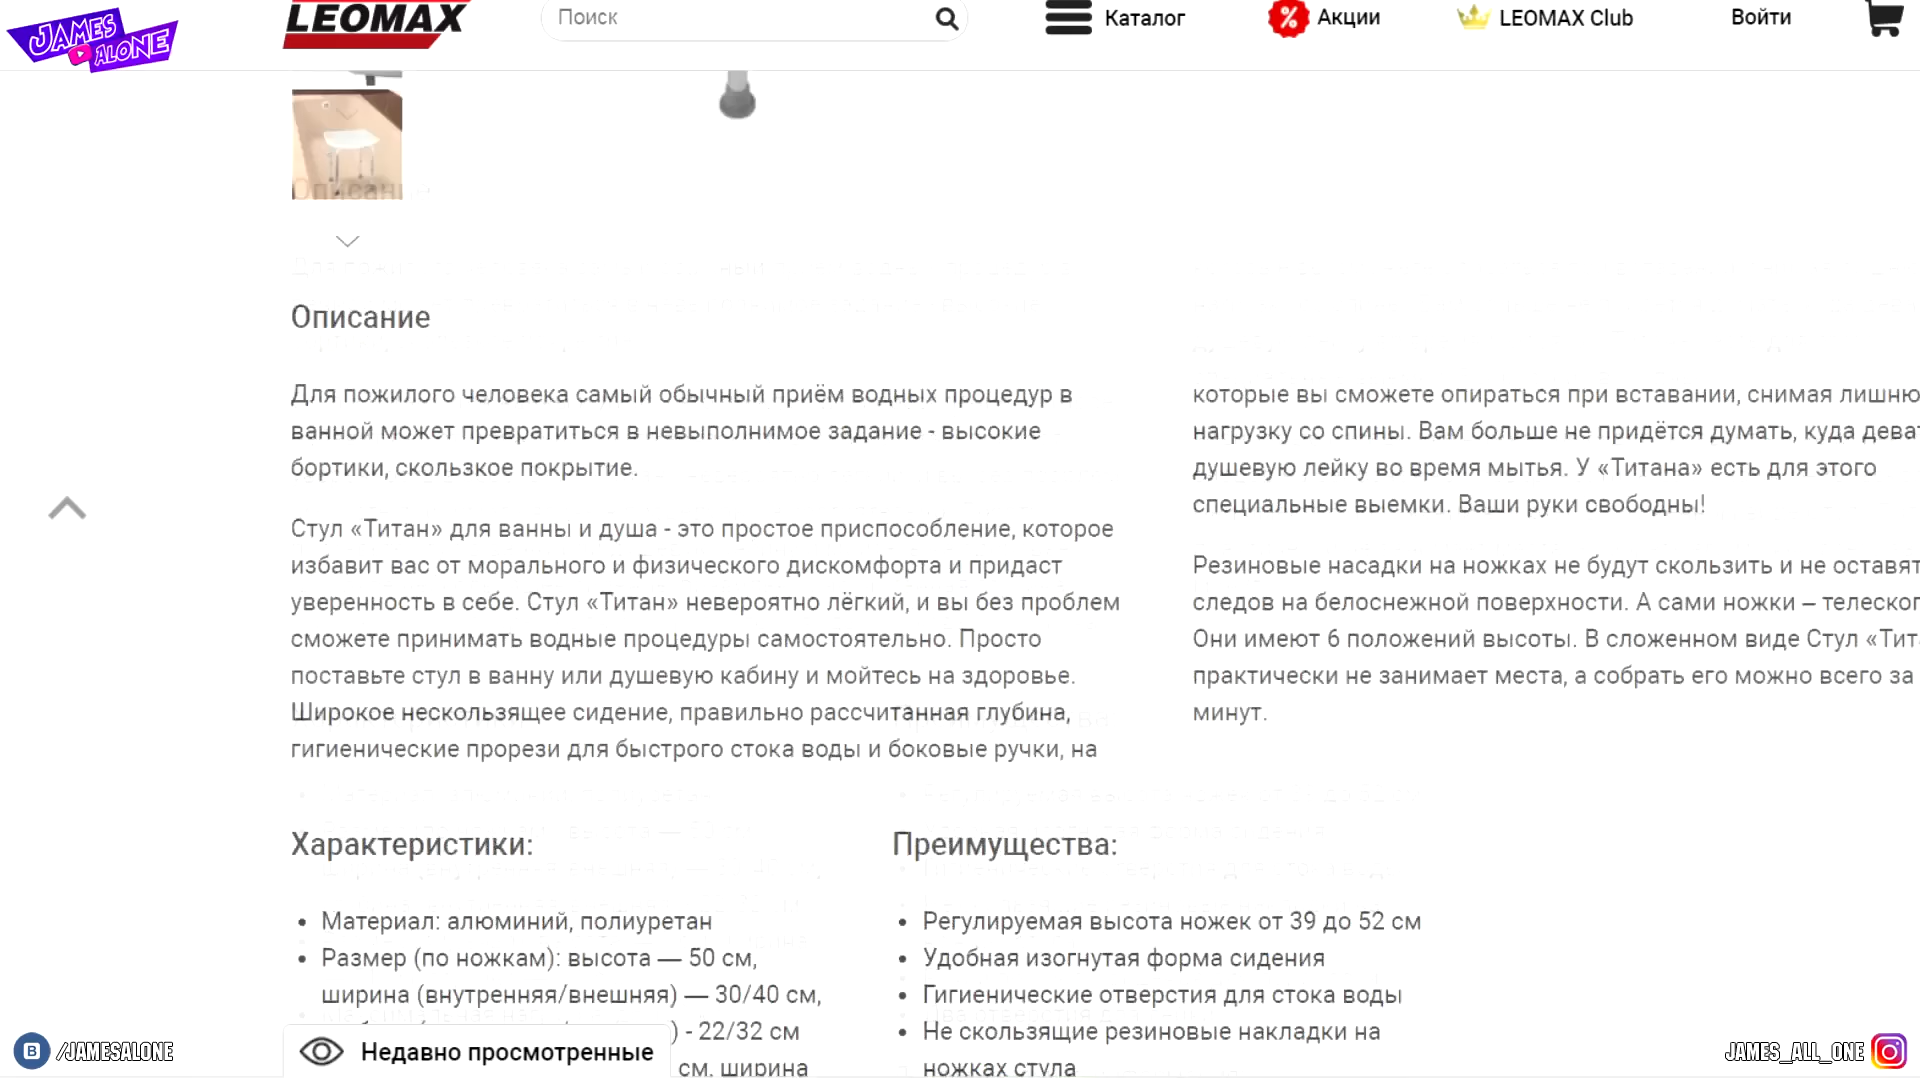 JAMES ALONE
LEOMAX
Поиск
Каталог
% Акции
LEOMAX Club
Войти
Описание
Для пожилого человека самый обычный приём водных процедур в
ванной может превратиться в невыполнимое задание - высокие
бортики, скользкое покрытие.
Стул «Титан» для ванны и душа - это простое приспособление, которое
избавит вас от морального и физического дискомфорта и придаст
уверенность в себе. Стул «Титан» невероятно лёгкий, и вы без проблем
сможете принимать водные процедуры самостоятельно. Просто
поставьте стул в ванну или душевую кабину и мойтесь на здоровье.
Широкое нескользящее сидение, правильно рассчитанная глубина,
гигиенические прорези для быстрого стока воды и боковые ручки, на
которые вы сможете опираться при вставании, снимая лишню
нагрузку со спины. Вам больше не придётся думать, куда дева
душевую лейку во время мытья. У «Титана» есть для этого
специальные выемки. Ваши руки свободны!
Резиновые насадки на ножках не будут скользить и не оставят
следов на белоснежной поверхности. А сами ножки – телескоп
Они имеют 6 положений высоты. В сложенном виде Стул «Тит
практически не занимает места, а собрать его можно всего за
минут.
Характеристики:
• Материал: алюминий, полиуретан
• Размер (по ножкам): высота — 50 см,
ширина (внутренняя/внешняя) — 30/40 см,
) - 22/32 см
см, ширина
Преимущества:
• Регулируемая высота ножек от 39 до 52 см
• Удобная изогнутая форма сидения
• Гигиенические отверстия для стока воды
• Не скользящие резиновые накладки на
ножках стула
Недавно просмотренные
/JAMESALONE
JAMES_ALL_ONE